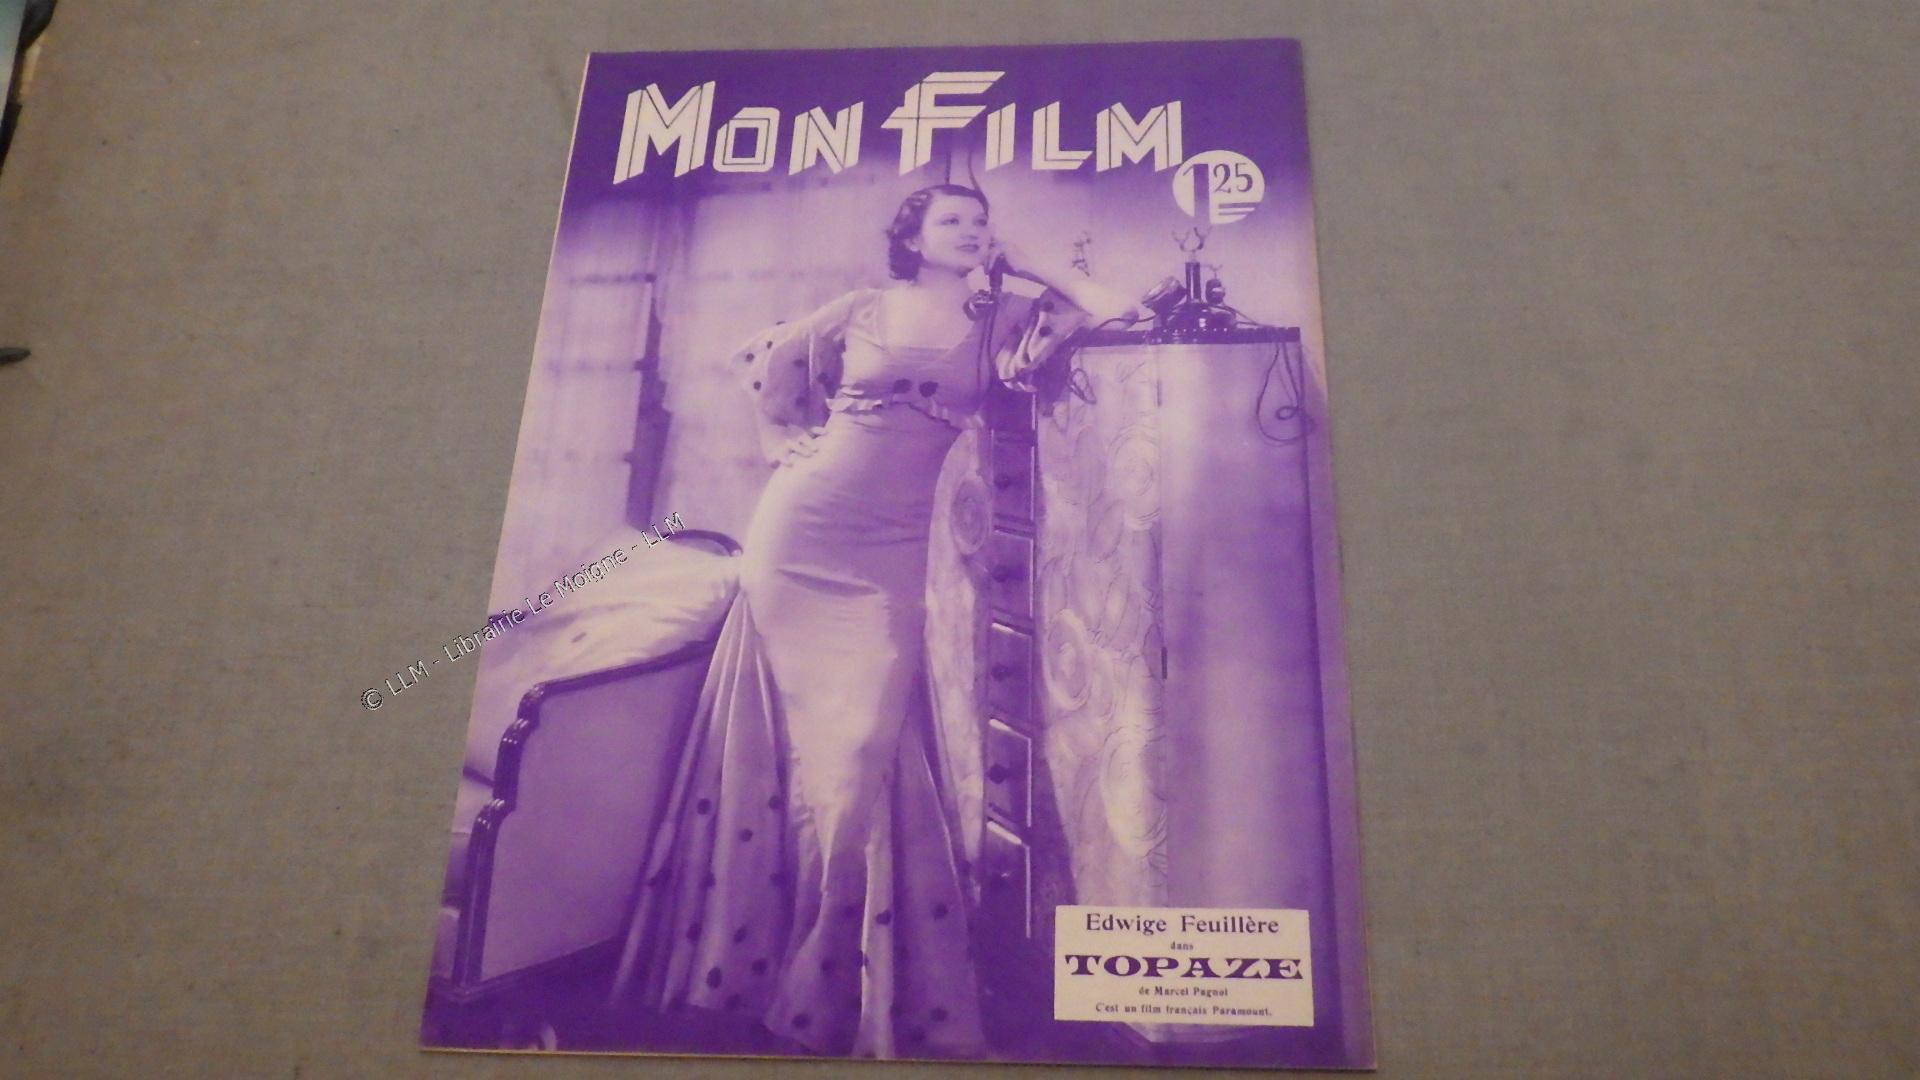 MON FILM
1 25
© LLM - Librairie Le Moigne - LLM
Edwige Feuillère
dans
TOPAZE
de Marcel Pagnol
C'est un film français Paramount.